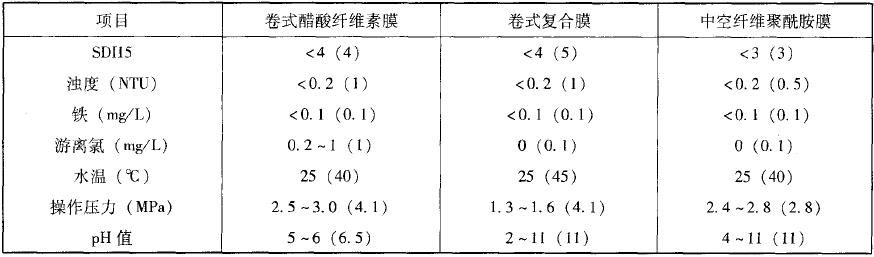 项目 卷式醋酸纤维素膜 卷式复合膜 中空纤维聚酰胺膜
SDI15 <4 (4) <4 (5) <3 (3)
浊度 (NTU) <0.2 (1) <0.2 (1) <0.2 (0.5)
铁 (mg/L) <0.1 (0.1) <0.1 (0.1) <0.1 (0.1)
游离氯 (mg/L) 0.2~1 (1) 0 (0.1) 0 (0.1)
水温 (℃) 25 (40) 25 (45) 25 (40)
操作压力 (MPa) 2.5~3.0 (4.1) 1.3~1.6 (4.1) 2.4~2.8 (2.8)
pH值 5~6 (6.5) 2~11 (11) 4~11 (11)